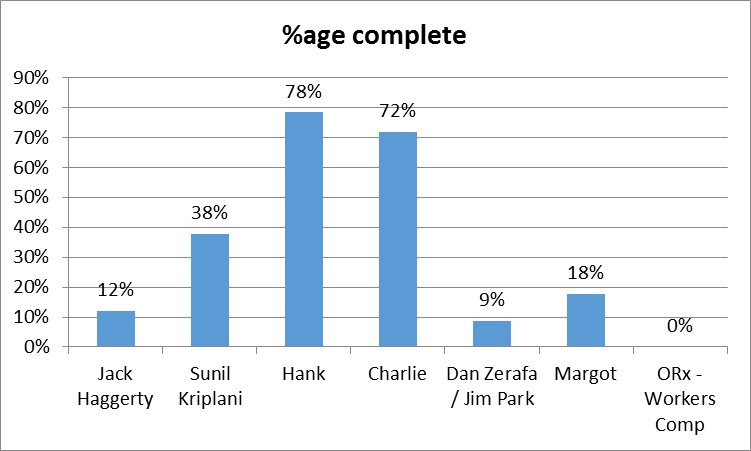 %age complete
90%
80%
70%
60%
50%
40%
30%
20%
10%
0%
12%
38%
78%
72%
9%
18%
0%
Jack
Haggerty
Sunil
Kriplani
Hank
Charlie
Dan Zerafa
/ Jim Park
Margot
ORx -
Workers
Comp